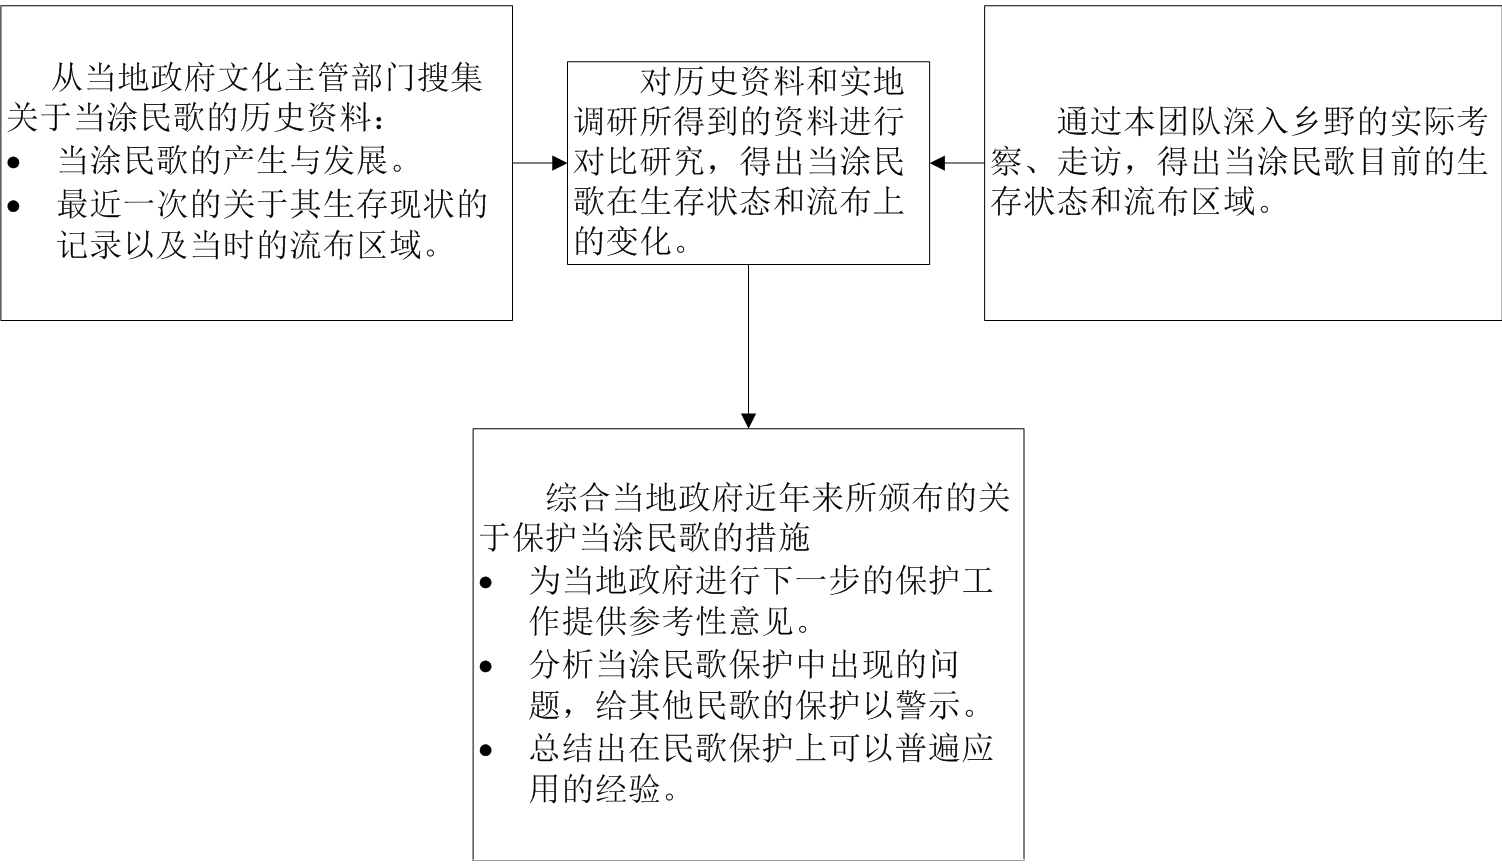 从当地政府文化主管部门搜集
关于当涂民歌的历史资料：
● 当涂民歌的产生与发展。
● 最近一次的关于其生存现状的
记录以及当时的流布区域。
对历史资料和实地
调研所得到的资料进行
对比研究，得出当涂民
歌在生存状态和流布上
的变化。
通过本团队深入乡野的实际考
察、走访，得出当涂民歌目前的生
存状态和流布区域。
综合当地政府近年来所颁布的关
于保护当涂民歌的措施
● 为当地政府进行下一步的保护工
作提供参考性意见。
● 分析当涂民歌保护中出现的问
题，给其他民歌的保护以警示。
● 总结出在民歌保护上可以普遍应
用的经验。